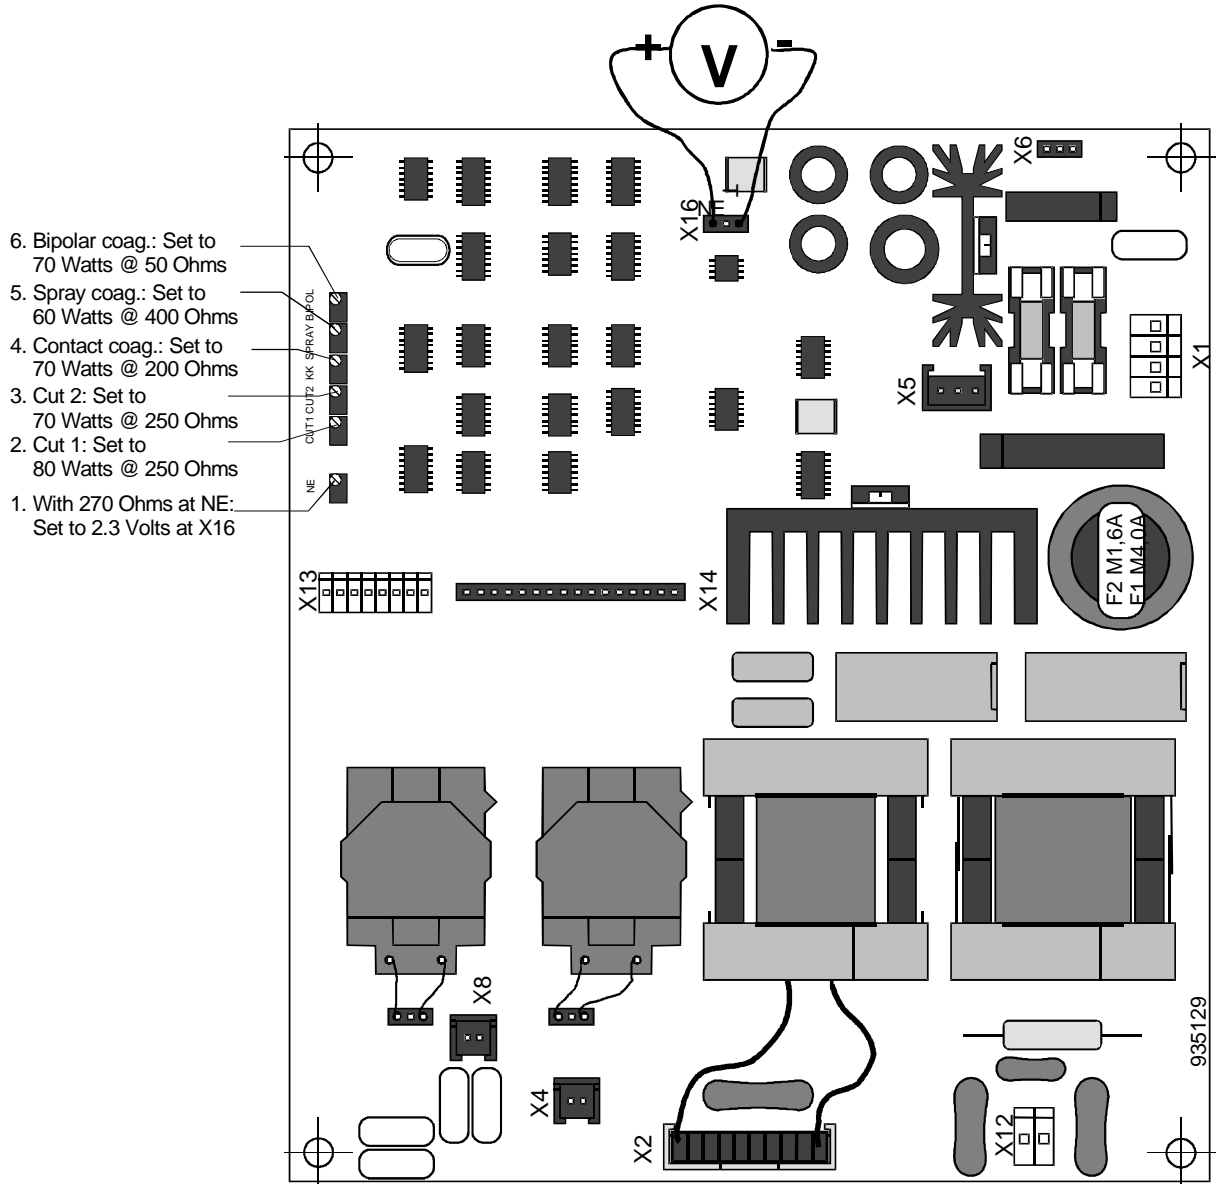 + V -
X6
X16 NE
6. Bipolar coag.: Set to
70 Watts @ 50 Ohms
5. Spray coag.: Set to
60 Watts @ 400 Ohms
4. Contact coag.: Set to
70 Watts @ 200 Ohms
3. Cut 2: Set to
70 Watts @ 250 Ohms
2. Cut 1: Set to
80 Watts @ 250 Ohms
1. With 270 Ohms at NE:
Set to 2.3 Volts at X16
BIPOL
SPRAY
KK
CUT2
CUT1
NE
X1
X5
X13
X14
F2 M1,6A
F1 M4,0A
X8
X4
X2
X12
935129